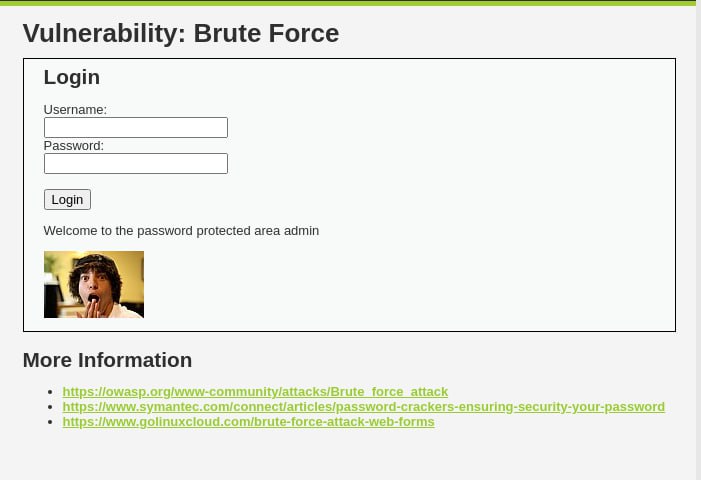 Vulnerability: Brute Force
Login
Username:
Password:
Login
Welcome to the password protected area admin
More Information
https://owasp.org/www-community/attacks/Brute_force_attack
https://www.symantec.com/connect/articles/password-crackers-ensuring-security-your-password
https://www.golinuxcloud.com/brute-force-attack-web-forms